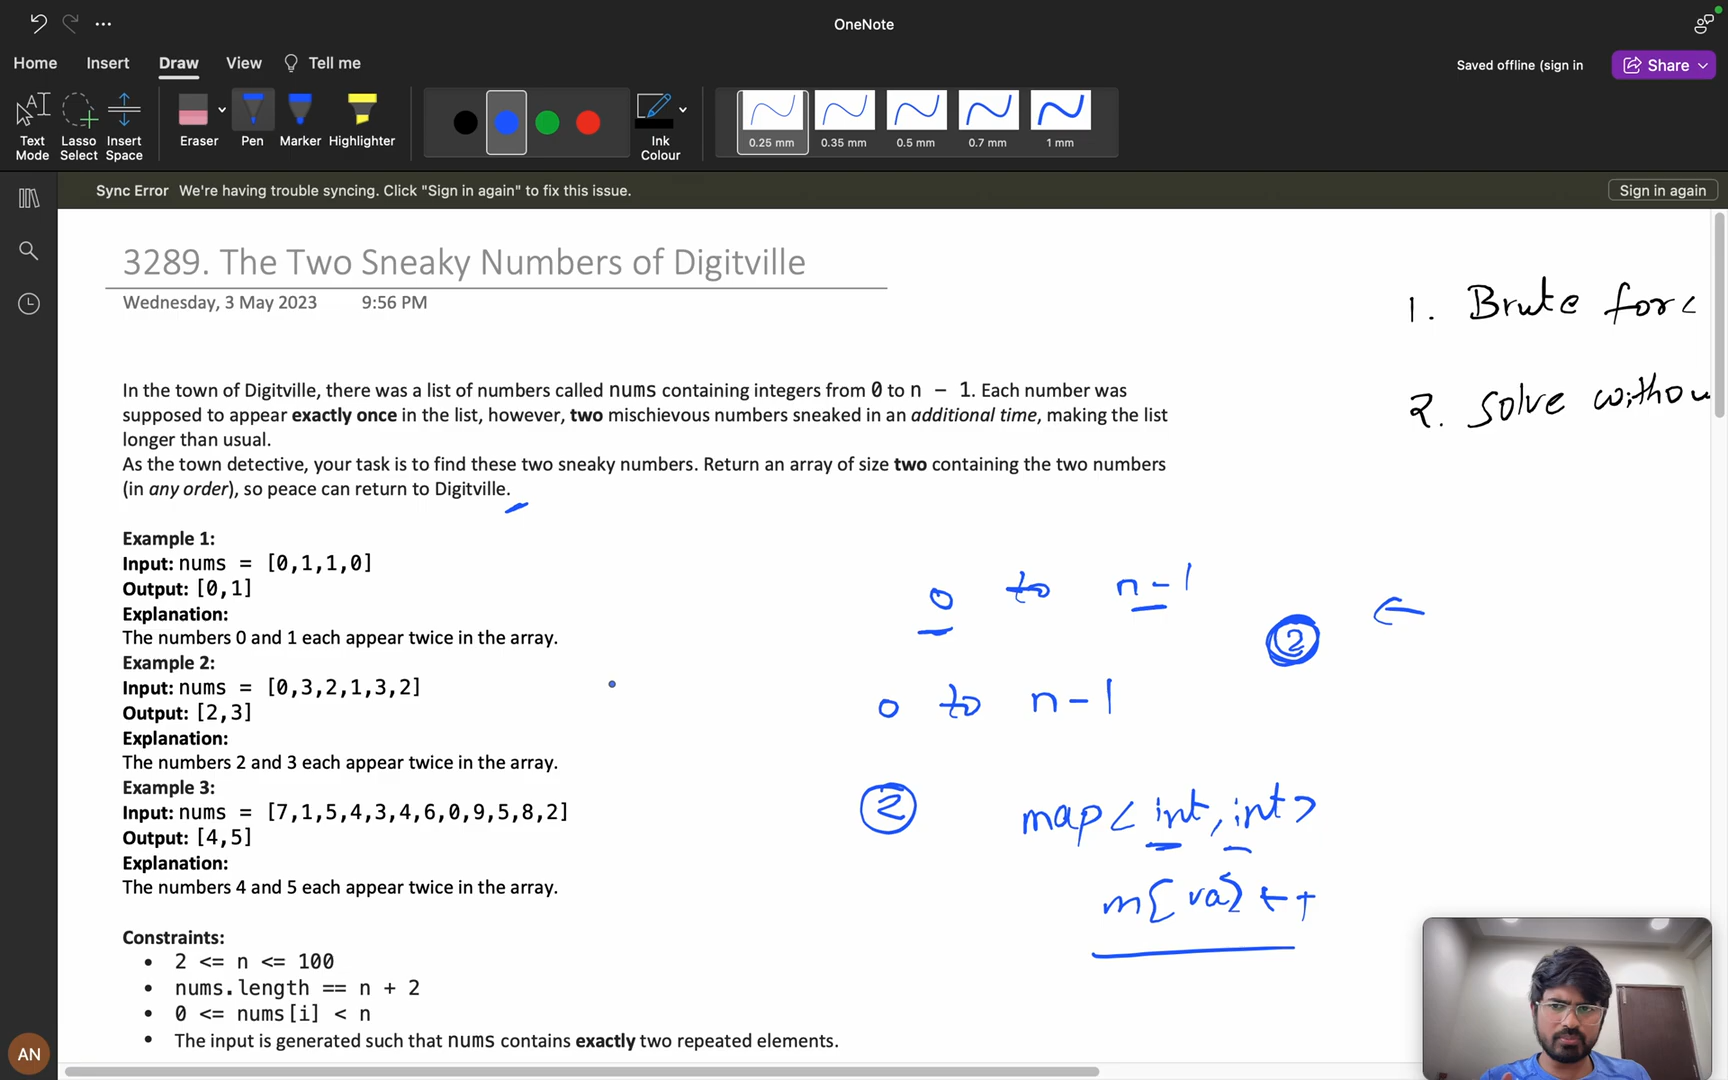 OneNote
Home Insert Draw View Tell me
Saved offline (sign in
Share
Text Mode
Lasso Select
Insert Space
Eraser
Pen
Marker
Highlighter
Ink Colour
0.25 mm 0.35 mm 0.5 mm 0.7 mm 1 mm
Sync Error We're having trouble syncing. Click "Sign in again" to fix this issue.
Sign in again
3289. The Two Sneaky Numbers of Digitville
Wednesday, 3 May 2023 9:56 PM
1. Brute forc
2. Solve withou
In the town of Digitville, there was a list of numbers called nums containing integers from 0 to n - 1. Each number was
supposed to appear exactly once in the list, however, two mischievous numbers sneaked in an additional time, making the list
longer than usual.
As the town detective, your task is to find these two sneaky numbers. Return an array of size two containing the two numbers
(in any order), so peace can return to Digitville.
Example 1:
Input: nums = [0,1,1,0]
Output: [0,1]
Explanation:
The numbers 0 and 1 each appear twice in the array.
Example 2:
Input: nums = [0,3,2,1,3,2]
Output: [2,3]
Explanation:
The numbers 2 and 3 each appear twice in the array.
Example 3:
Input: nums = [7,1,5,4,3,4,6,0,9,5,8,2]
Output: [4,5]
Explanation:
The numbers 4 and 5 each appear twice in the array.
Constraints:
• 2 <= n <= 100
• nums.length == n + 2
• 0 <= nums[i] < n
• The input is generated such that nums contains exactly two repeated elements.
0 to n-1
2 ←
0 to n-1
2
map<int, int>
m[va]++
AN